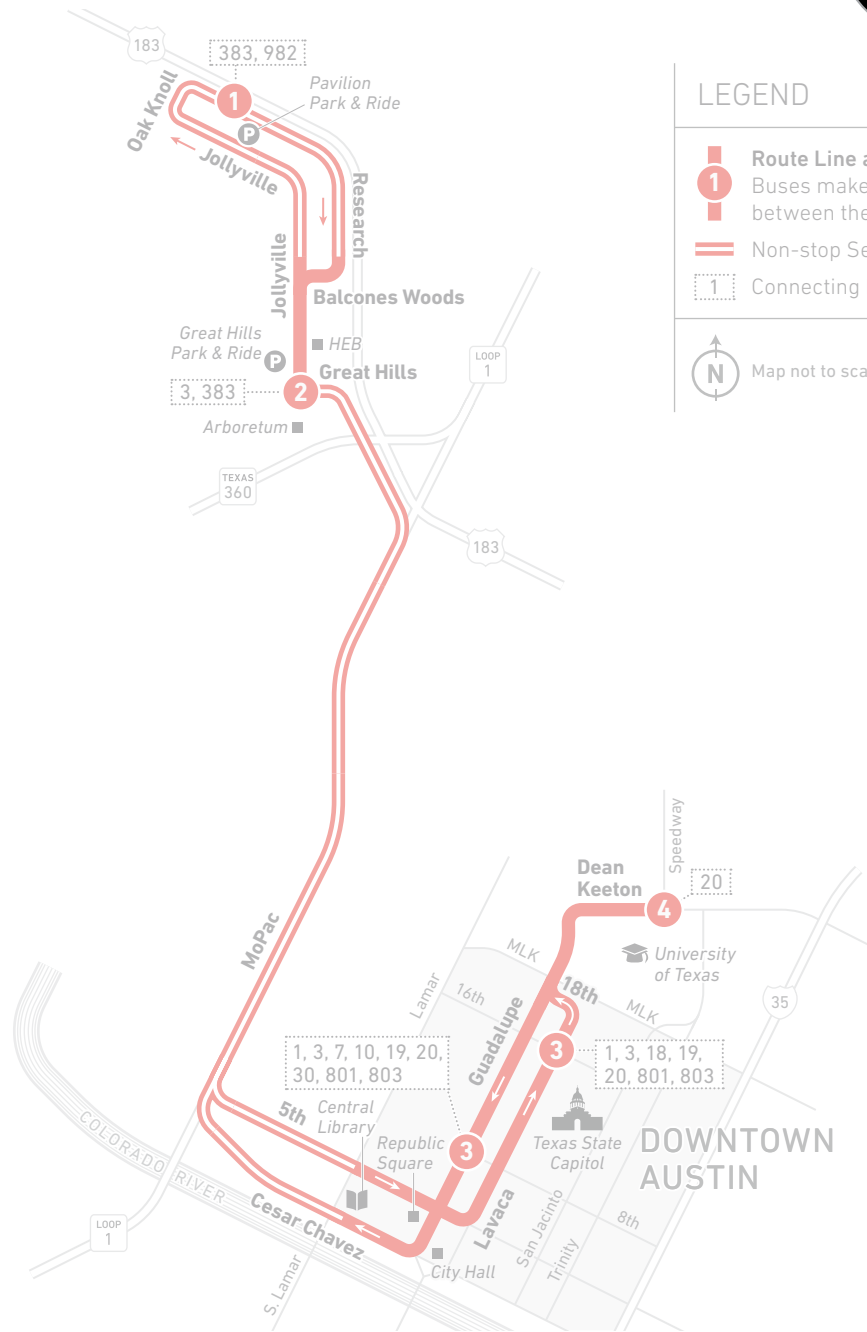 183
383, 982
Pavilion
Park & Ride
Oak Knoll
1
P
Jollyville
Research
Jollyville
Balcones Woods
Great Hills
Park & Ride
P
HEB
Great Hills
3, 383
2
Arboretum
LOOP
1
TEXAS
360
183
LEGEND
1
Route Line a
Buses make
between the
Non-stop Se
1
Connecting
N
Map not to sca
MoPac
Speedway
Dean
Keeton
20
4
University
of Texas
MLK
18th
MLK
Lamar
16th
Guadalupe
35
1, 3, 7, 10, 19, 20,
30, 801, 803
3
1, 3, 18, 19,
20, 801, 803
5th
Central
Library
Republic
Square
3
Texas State
Capitol
DOWNTOWN
AUSTIN
COLORADO RIVER
LOOP
1
Cesar Chavez
Lavaca
San Jacinto
8th
Trinity
City Hall
S. Lamar